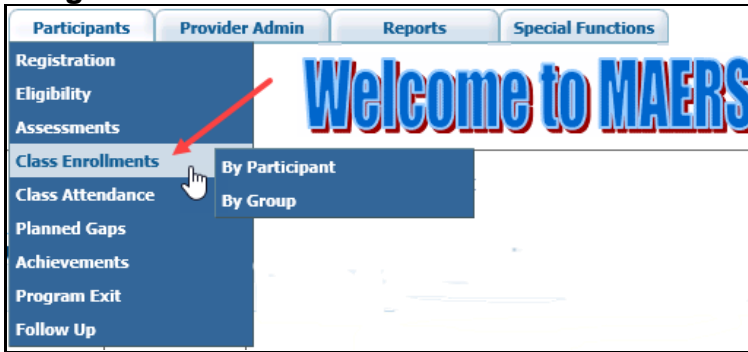 Participants Provider Admin Reports Special Functions
Registration
Eligibility
Assessments
Class Enrollments
Class Attendance
Planned Gaps
Achievements
Program Exit
Follow Up
By Participant
By Group
Welcome to MAERS